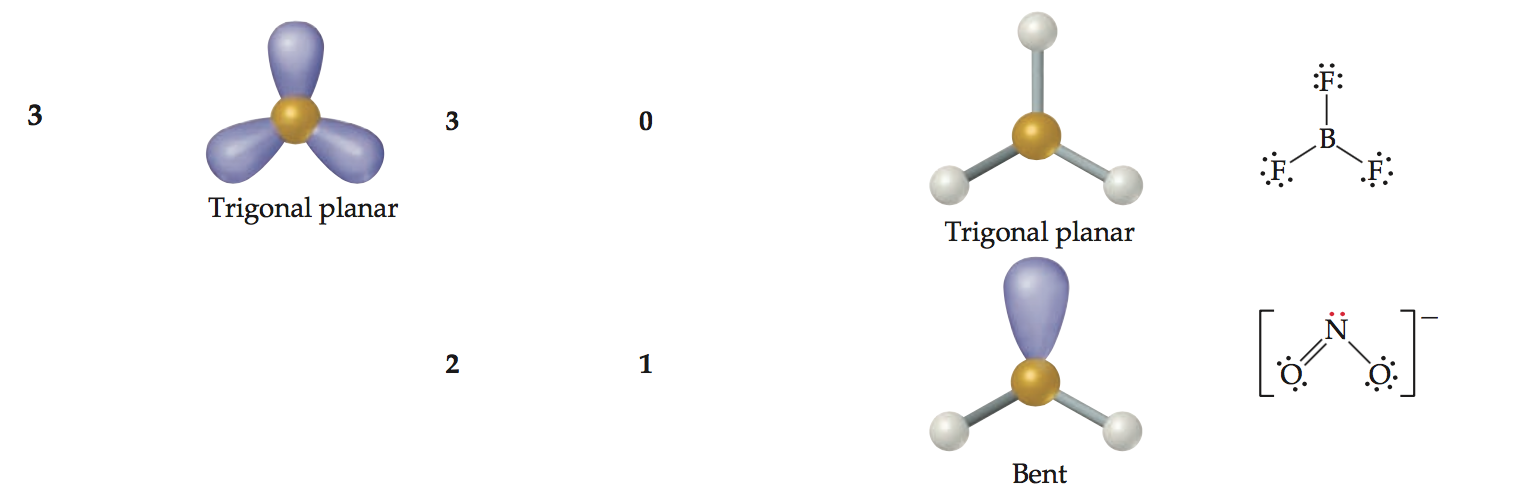 3 3 0
Trigonal planar
Trigonal planar
F
B
F F
2 1
Bent
[N O O]−